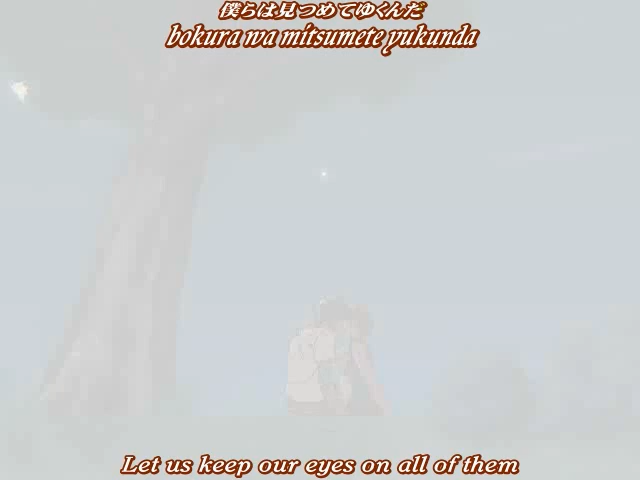 僕らは見つめてゆくんだ
bokura wa mitsumete yukunda
Let us keep our eyes on all of them